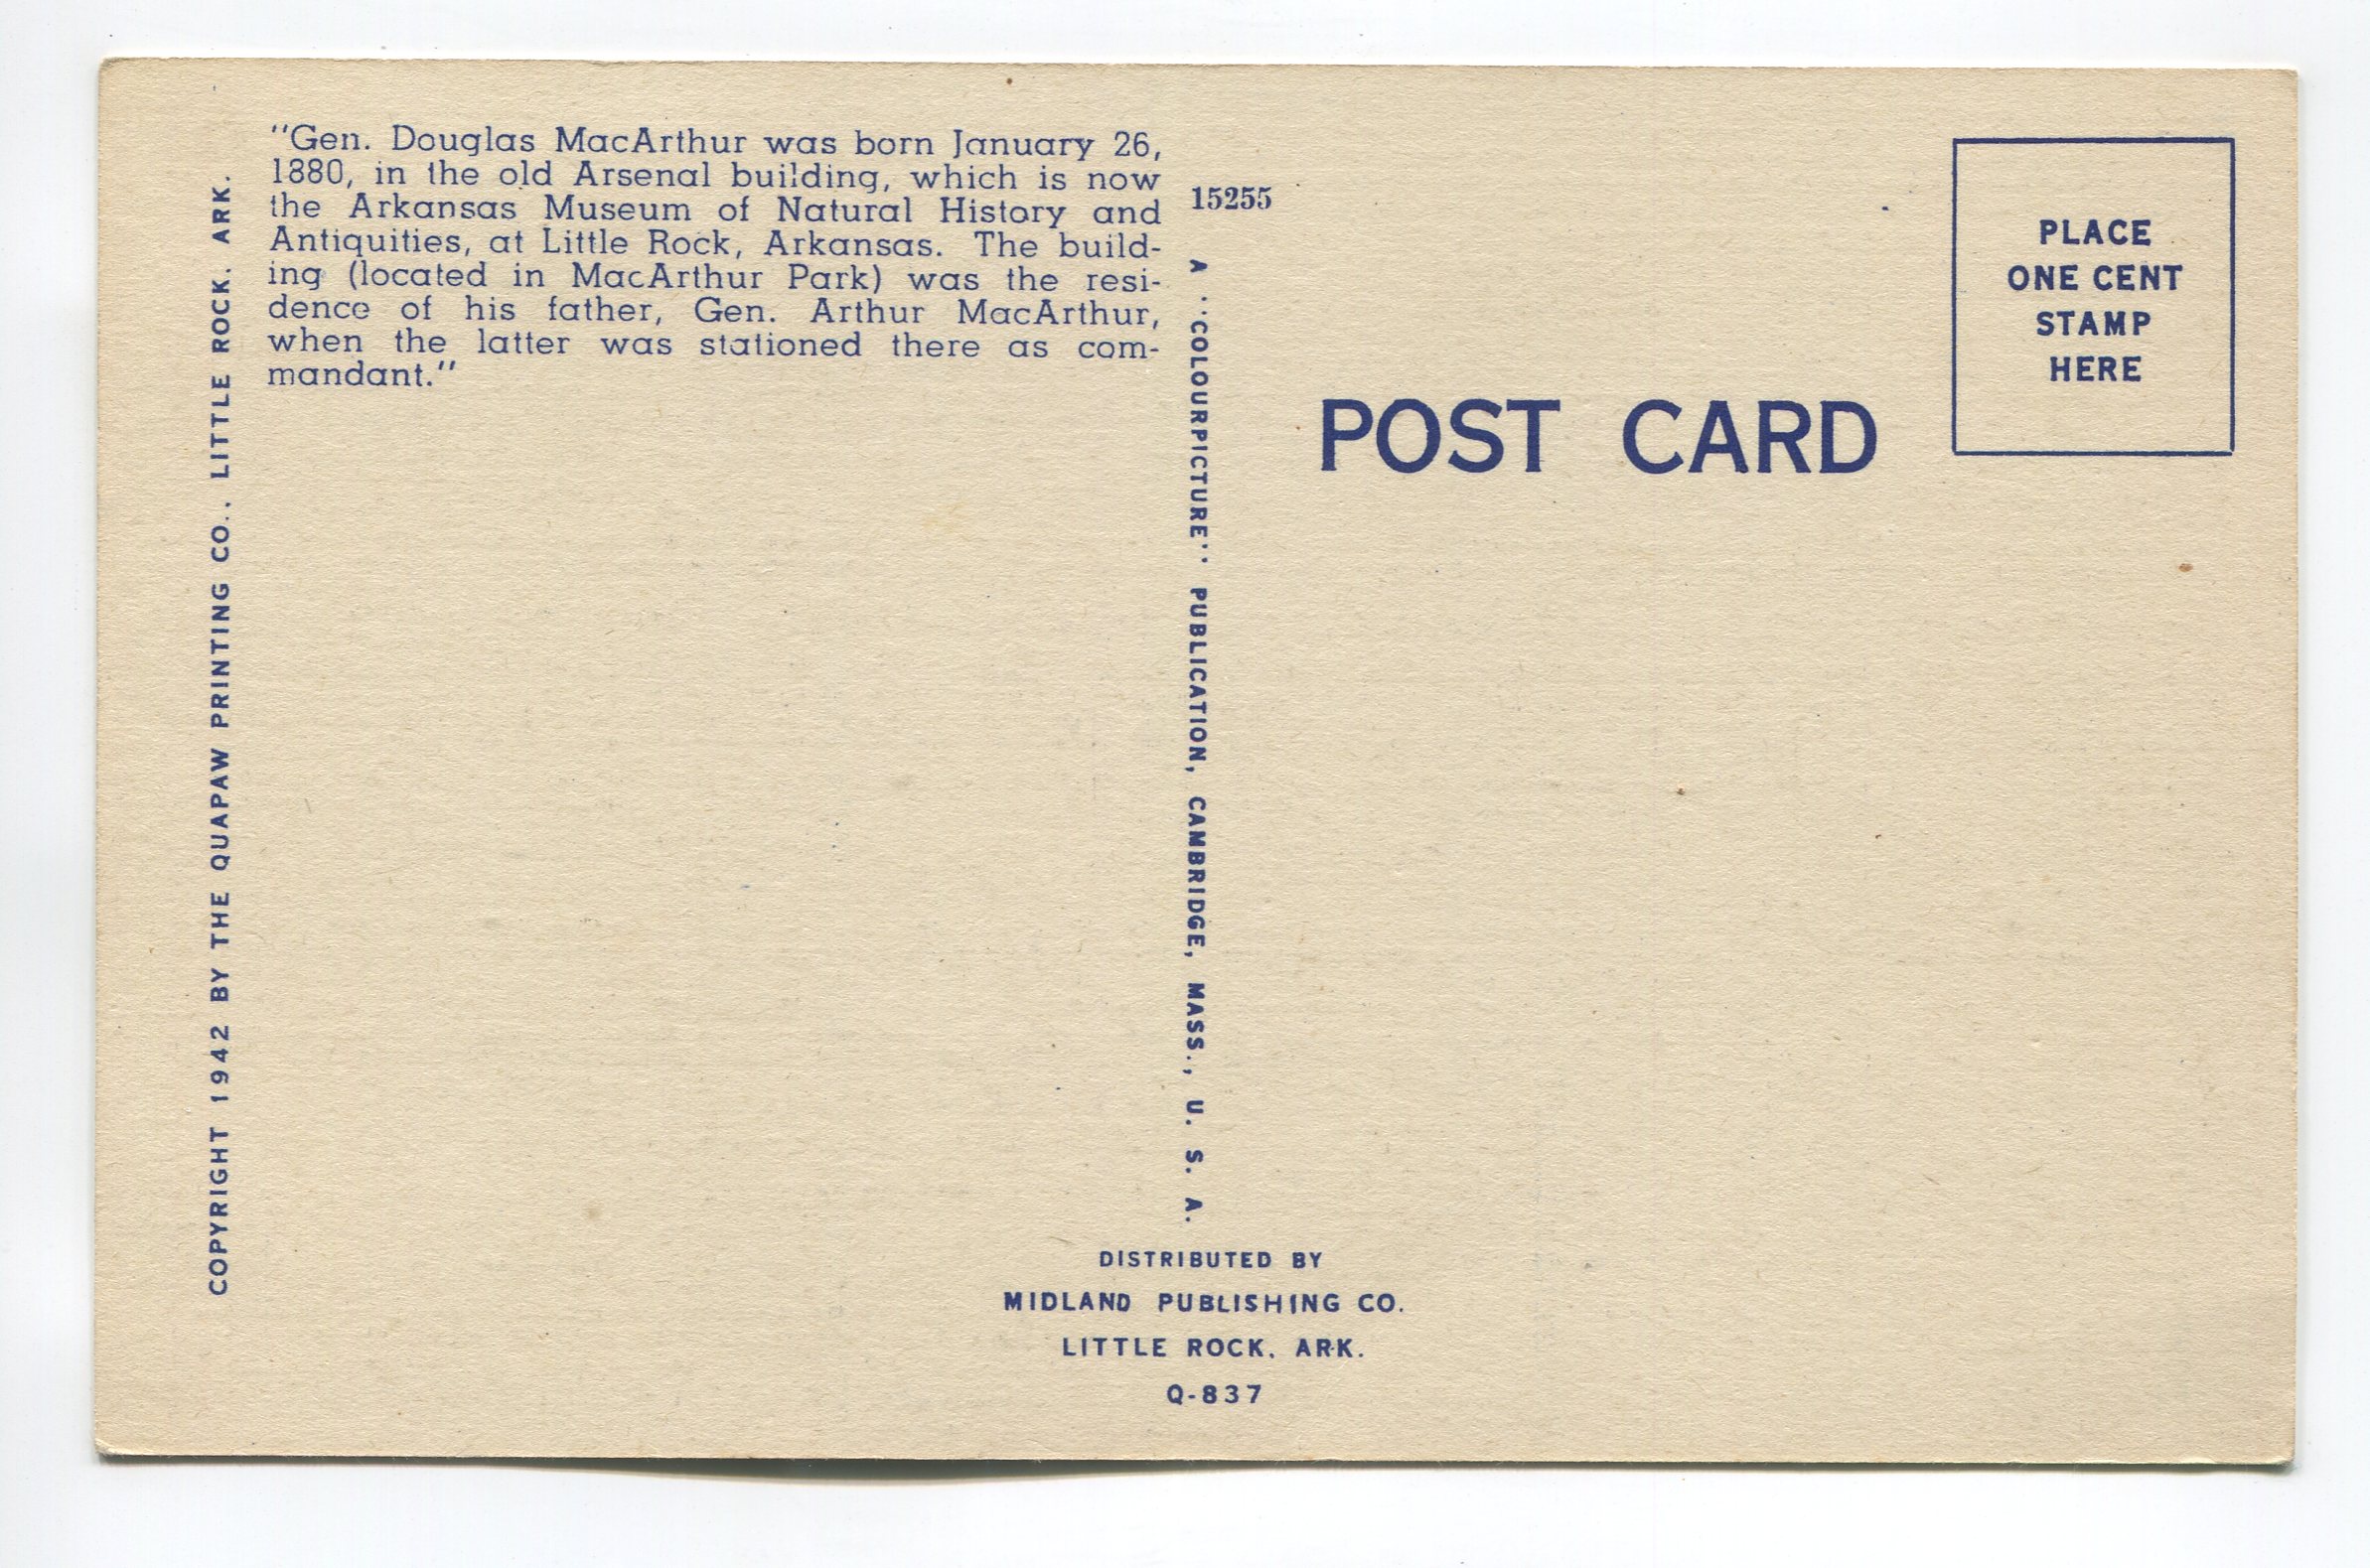 "Gen. Douglas MacArthur was born January 26,
1880, in the old Arsenal building, which is now
the Arkansas Museum of Natural History and
Antiquities, at Little Rock, Arkansas. The build-
ing (located in MacArthur Park) was the resi-
dence of his father, Gen. Arthur MacArthur,
when the latter was stationed there as com-
mandant."
COPYRIGHT 1942 BY THE QUAPAW PRINTING CO., LITTLE ROCK, ARK.
15255
A "COLOURPICTURE" PUBLICATION, CAMBRIDGE, MASS., U. S. A.
POST CARD
PLACE
ONE CENT
STAMP
HERE
DISTRIBUTED BY
MIDLAND PUBLISHING CO.
LITTLE ROCK, ARK.
Q-837